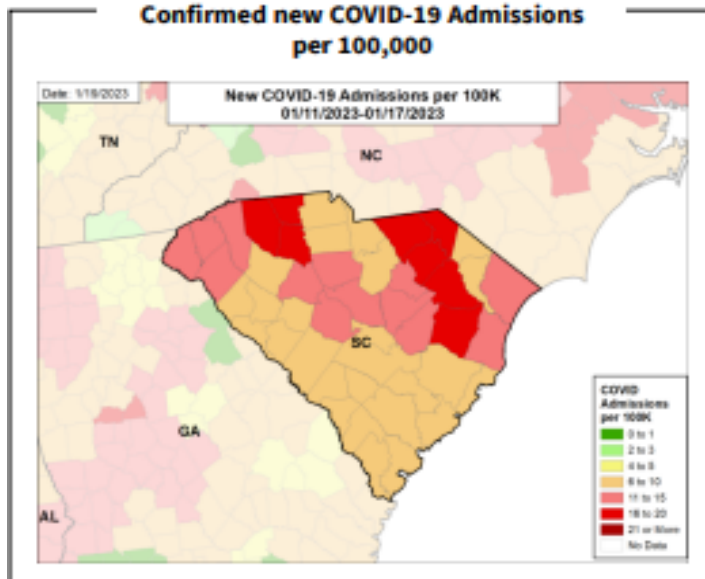 Confirmed new COVID-19 Admissions
per 100,000
Date: 1/19/2023
New COVID-19 Admissions per 100K
01/11/2023-01/17/2023
TN
NC
SC
GA
AL
COVID
Admissions
per 100K
0 to 1
2 to 3
4 to 5
6 to 10
11 to 15
16 to 20
21 or More
No Data